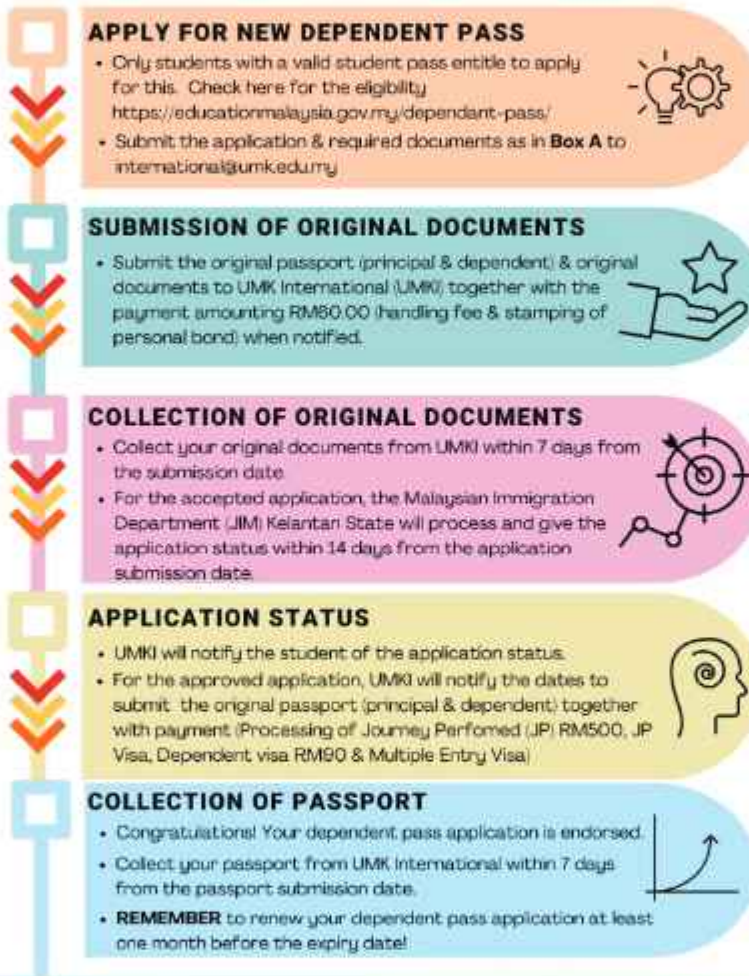 APPLY FOR NEW DEPENDENT PASS
• Only students with a valid student pass entitle to apply
for this. Check here for the eligibility
https://educationmalaysia.gov.my/dependant-pass/
• Submit the application & required documents as in Box A to
international@umk.edu.my
SUBMISSION OF ORIGINAL DOCUMENTS
• Submit the original passport (principal & dependent) & original
documents to UMK International (UMKI) together with the
payment amounting RM60.00 (handling fee & stamping of
personal bond) when notified.
COLLECTION OF ORIGINAL DOCUMENTS
• Collect your original documents from UMKI within 7 days from
the submission date.
• For the accepted application, the Malaysian Immigration
Department (JIM) Kelantan State will process and give the
application status within 14 days from the application
submission date.
APPLICATION STATUS
• UMKI will notify the student of the application status.
• For the approved application, UMKI will notify the dates to
submit the original passport (principal & dependent) together
with payment (Processing of Journey Perfomed (JP) RM500, JP
Visa, Dependent visa RM90 & Multiple Entry Visa)
COLLECTION OF PASSPORT
• Congratulations! Your dependent pass application is endorsed.
• Collect your passport from UMK International within 7 days
from the passport submission date.
• REMEMBER to renew your dependent pass application at least
one month before the expiry date!